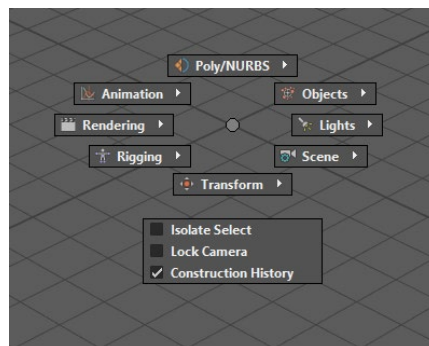 Poly/NURBS
Animation
Objects
Rendering
Lights
Rigging
Scene
Transform
Isolate Select
Lock Camera
Construction History